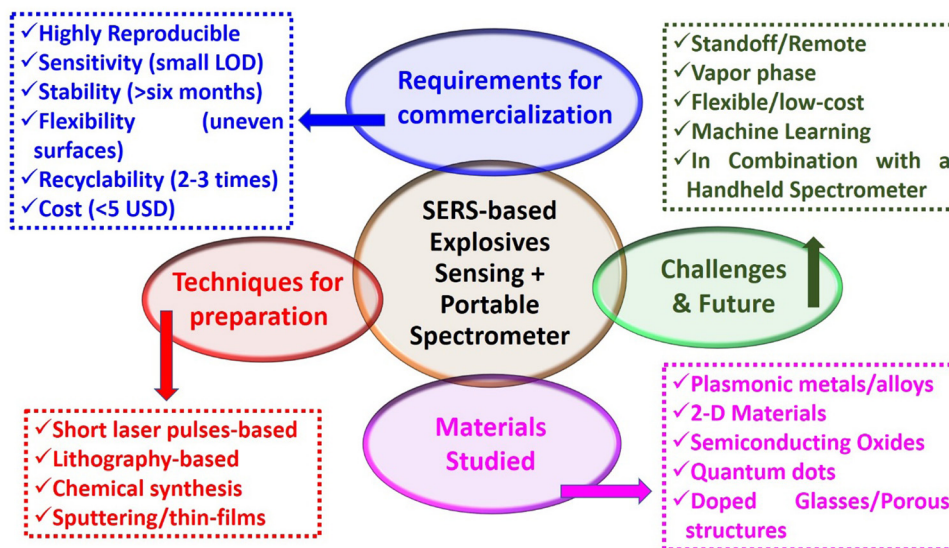 ✓Highly Reproducible
✓Sensitivity (small LOD)
✓Stability (>six months)
✓Flexibility (uneven
surfaces)
✓Recyclability (2-3 times)
✓Cost (<5 USD)
Requirements for
commercialization
✓Standoff/Remote
✓Vapor phase
✓Flexible/low-cost
✓Machine Learning
✓In Combination with a
Handheld Spectrometer
SERS-based
Explosives
Sensing +
Portable
Spectrometer
Techniques for
preparation
Challenges
& Future
✓Short laser pulses-based
✓Lithography-based
✓Chemical synthesis
✓Sputtering/thin-films
Materials
Studied
✓Plasmonic metals/alloys
✓2-D Materials
✓Semiconducting Oxides
✓Quantum dots
✓Doped Glasses/Porous
structures